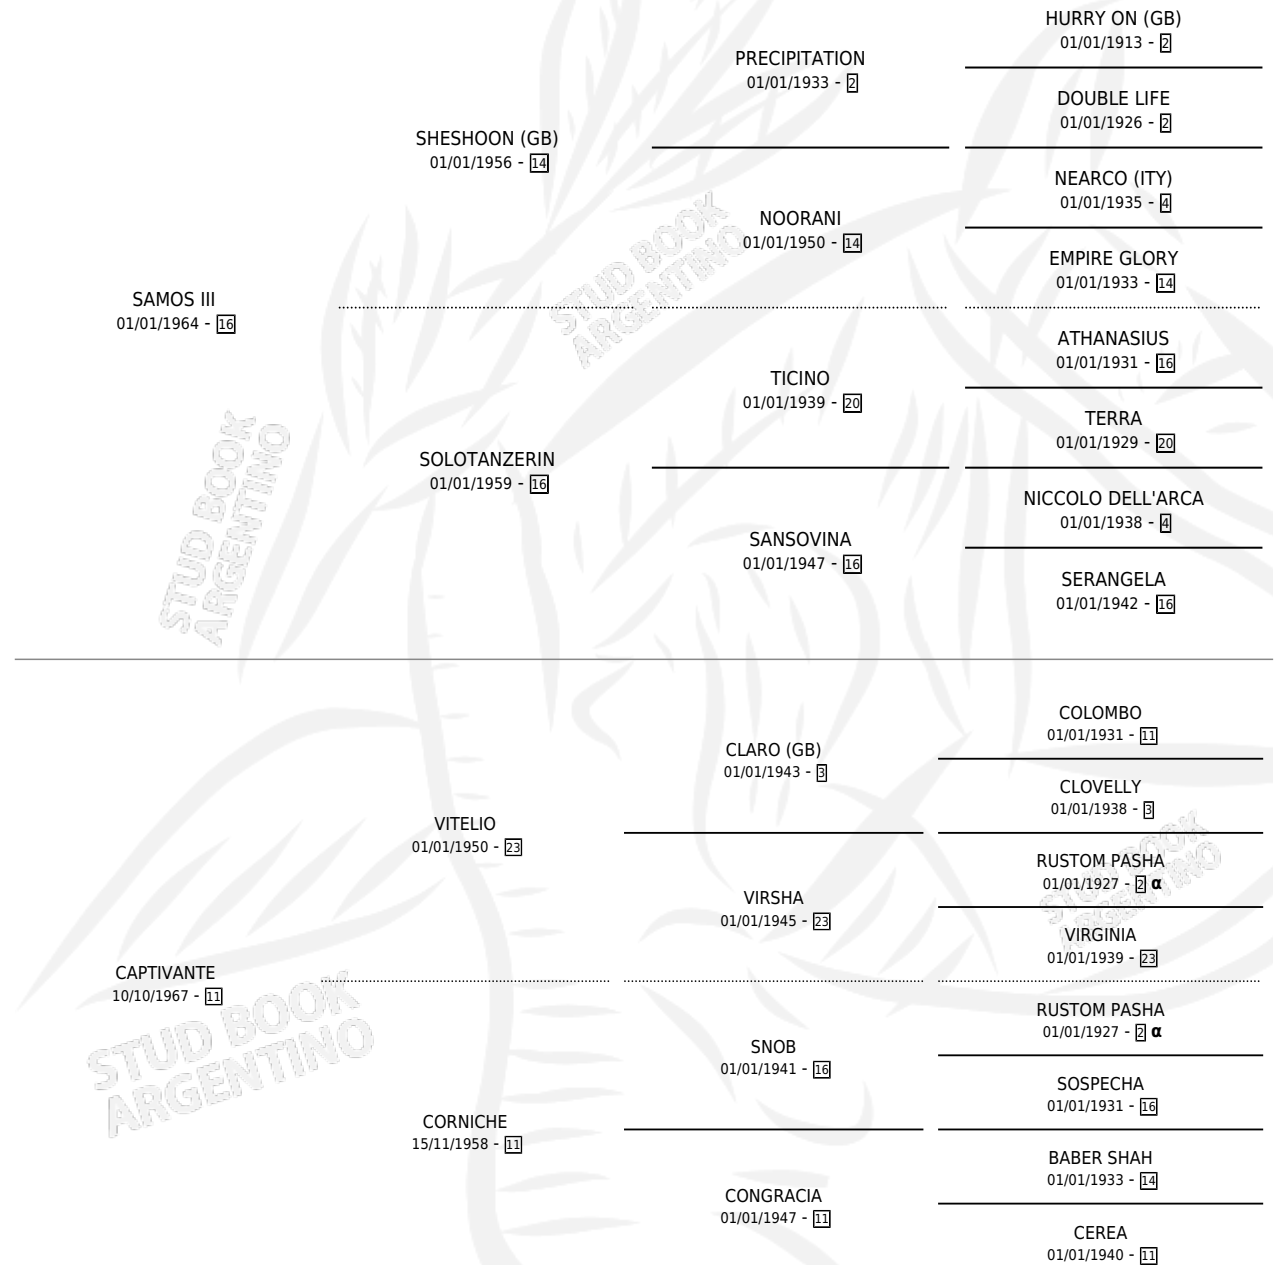 HURRY ON (GB)
01/01/1913 - 2
PRECIPITATION
01/01/1933 - 2
DOUBLE LIFE
01/01/1926 - 2
SHESHOON (GB)
01/01/1956 - 14
NEARCO (ITY)
01/01/1935 - 4
NOORANI
01/01/1950 - 14
EMPIRE GLORY
01/01/1933 - 14
STUD BOOK
ARGENTINO
SAMOS III
01/01/1964 - 16
ATHANASIUS
01/01/1931 - 16
TICINO
01/01/1939 - 20
TERRA
01/01/1929 - 20
SOLOTANZERIN
01/01/1959 - 16
NICCOLO DELL'ARCA
01/01/1938 - 4
SANSOVINA
01/01/1947 - 16
SERANGELA
01/01/1942 - 16
STUD BOOK
ARGENTINO
COLOMBO
01/01/1931 - 11
CLARO (GB)
01/01/1943 - 3
CLOVELLY
01/01/1938 - 3
VITELIO
01/01/1950 - 23
RUSTOM PASHA
01/01/1927 - 2 α
VIRSHA
01/01/1945 - 23
VIRGINIA
01/01/1939 - 23
STUD BOOK
ARGENTINO
CAPTIVANTE
10/10/1967 - 11
RUSTOM PASHA
01/01/1927 - 2 α
SNOB
01/01/1941 - 16
SOSPECHA
01/01/1931 - 16
STUD BOOK
ARGENTINO
CORNICHE
15/11/1958 - 11
BABER SHAH
01/01/1933 - 14
CONGRACIA
01/01/1947 - 11
CEREA
01/01/1940 - 11